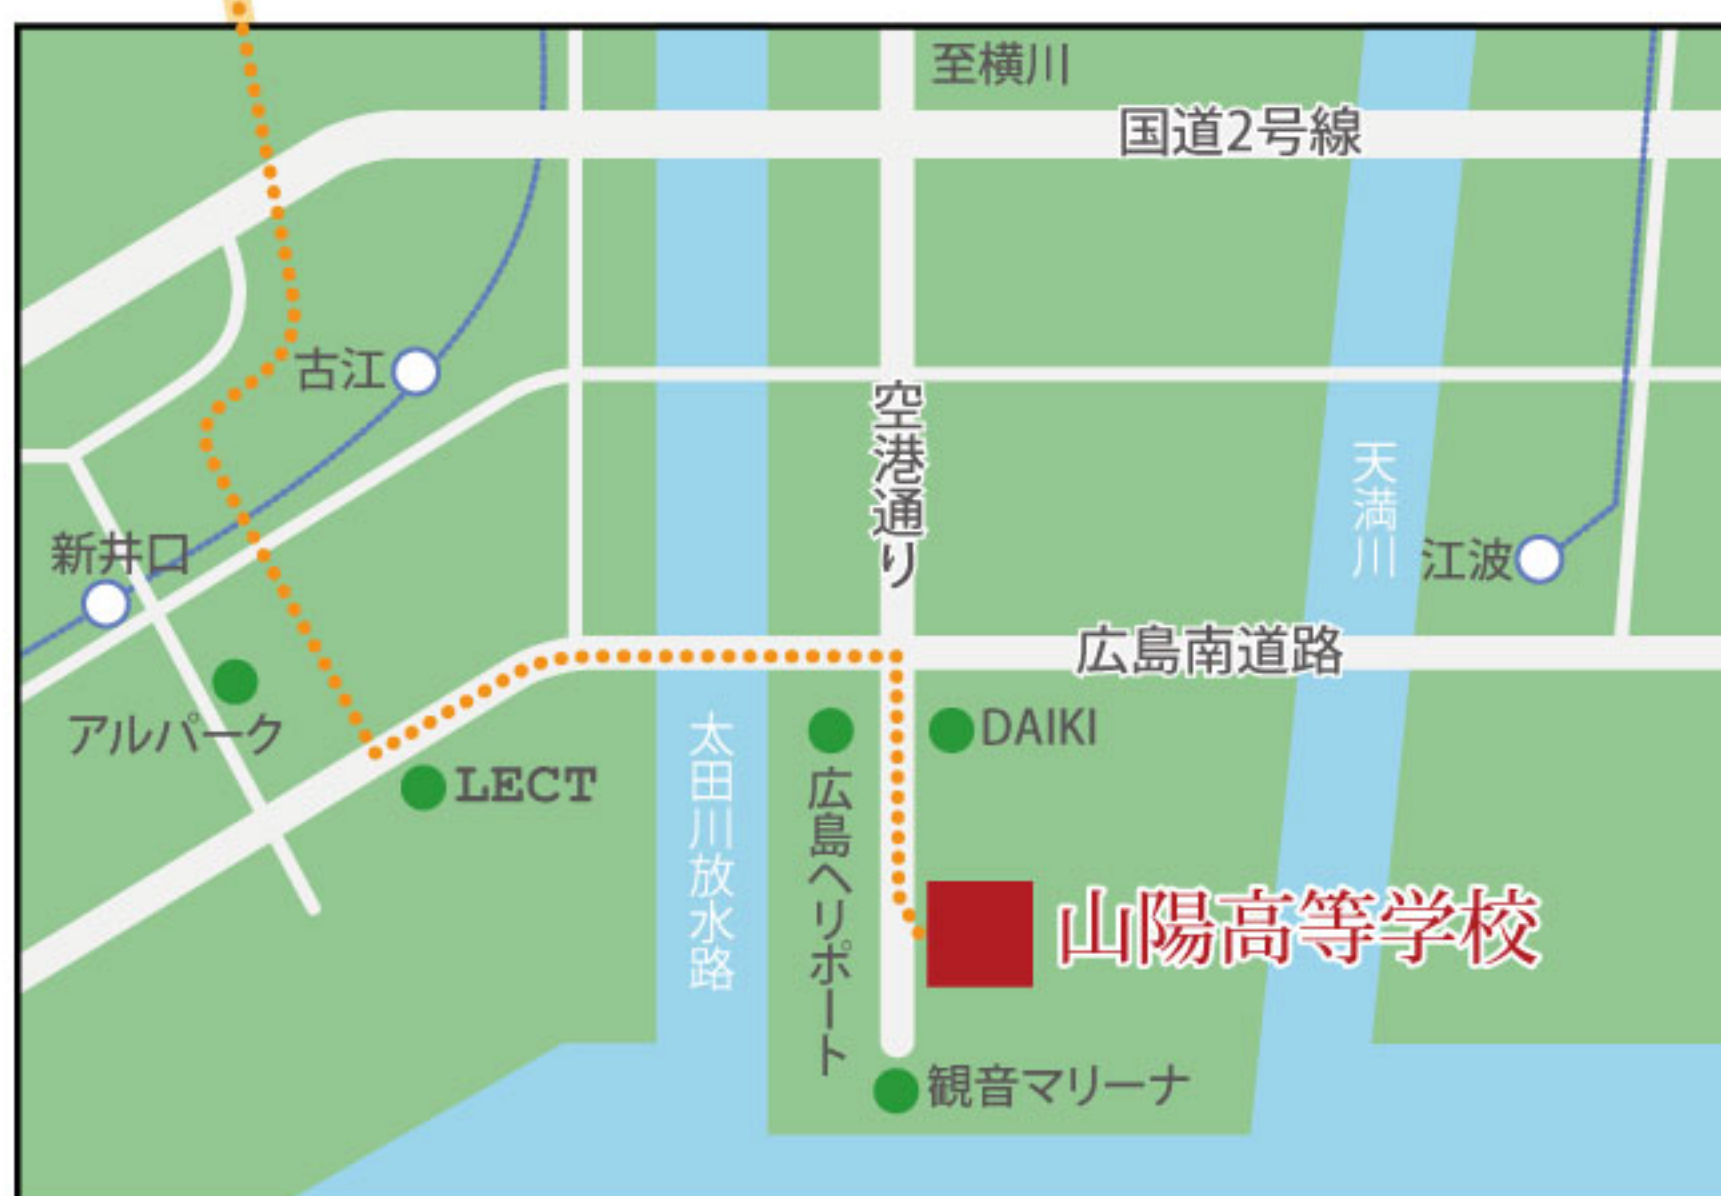 至横川
国道2号線
古江
空港通り
天満川
新井口
江波
広島南道路
アルパーク
太田川放水路
DAIKI
LECT
広島ヘリポート
山陽高等学校
観音マリーナ